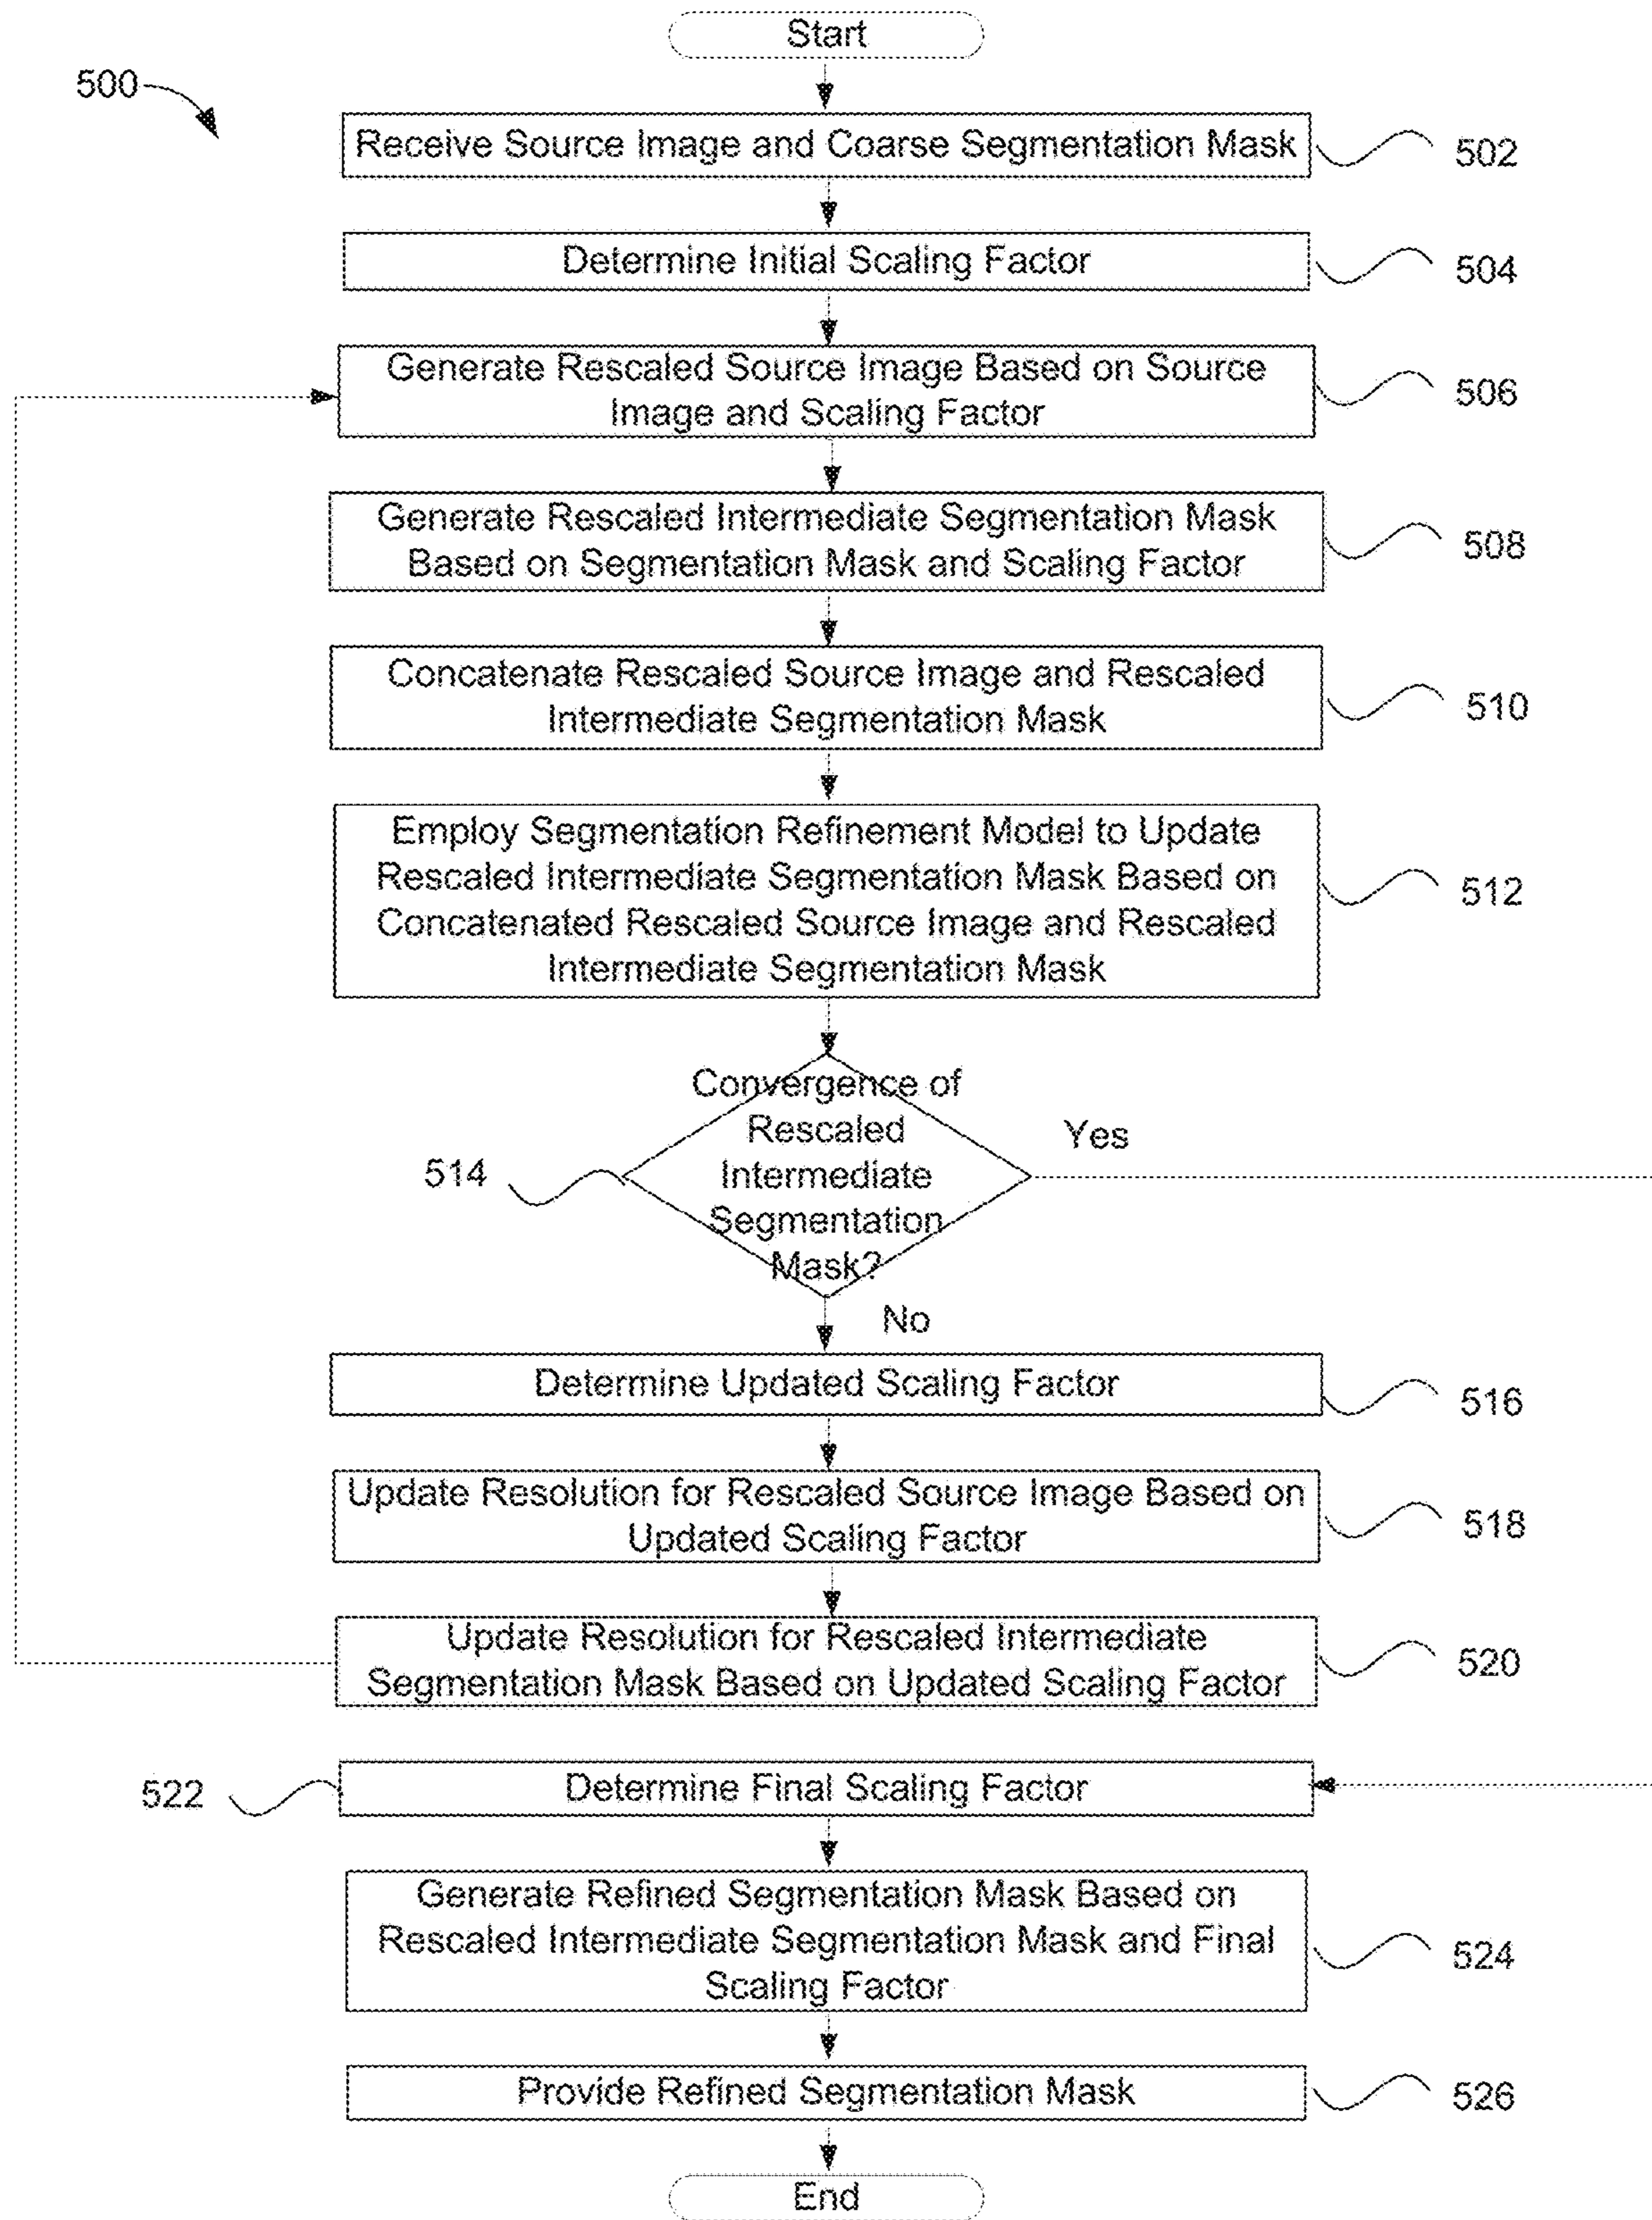 Start
500
Receive Source Image and Coarse Segmentation Mask
502
Determine Initial Scaling Factor
504
Generate Rescaled Source Image Based on Source
Image and Scaling Factor
506
Generate Rescaled Intermediate Segmentation Mask
Based on Segmentation Mask and Scaling Factor
508
Concatenate Rescaled Source Image and Rescaled
Intermediate Segmentation Mask
510
Employ Segmentation Refinement Model to Update
Rescaled Intermediate Segmentation Mask Based on
Concatenated Rescaled Source Image and Rescaled
Intermediate Segmentation Mask
512
Convergence of
Rescaled
Intermediate
Segmentation
Mask?
Yes
514
No
Determine Updated Scaling Factor
516
Update Resolution for Rescaled Source Image Based on
Updated Scaling Factor
518
Update Resolution for Rescaled Intermediate
Segmentation Mask Based on Updated Scaling Factor
520
522
Determine Final Scaling Factor
Generate Refined Segmentation Mask Based on
Rescaled Intermediate Segmentation Mask and Final
Scaling Factor
524
Provide Refined Segmentation Mask
526
End